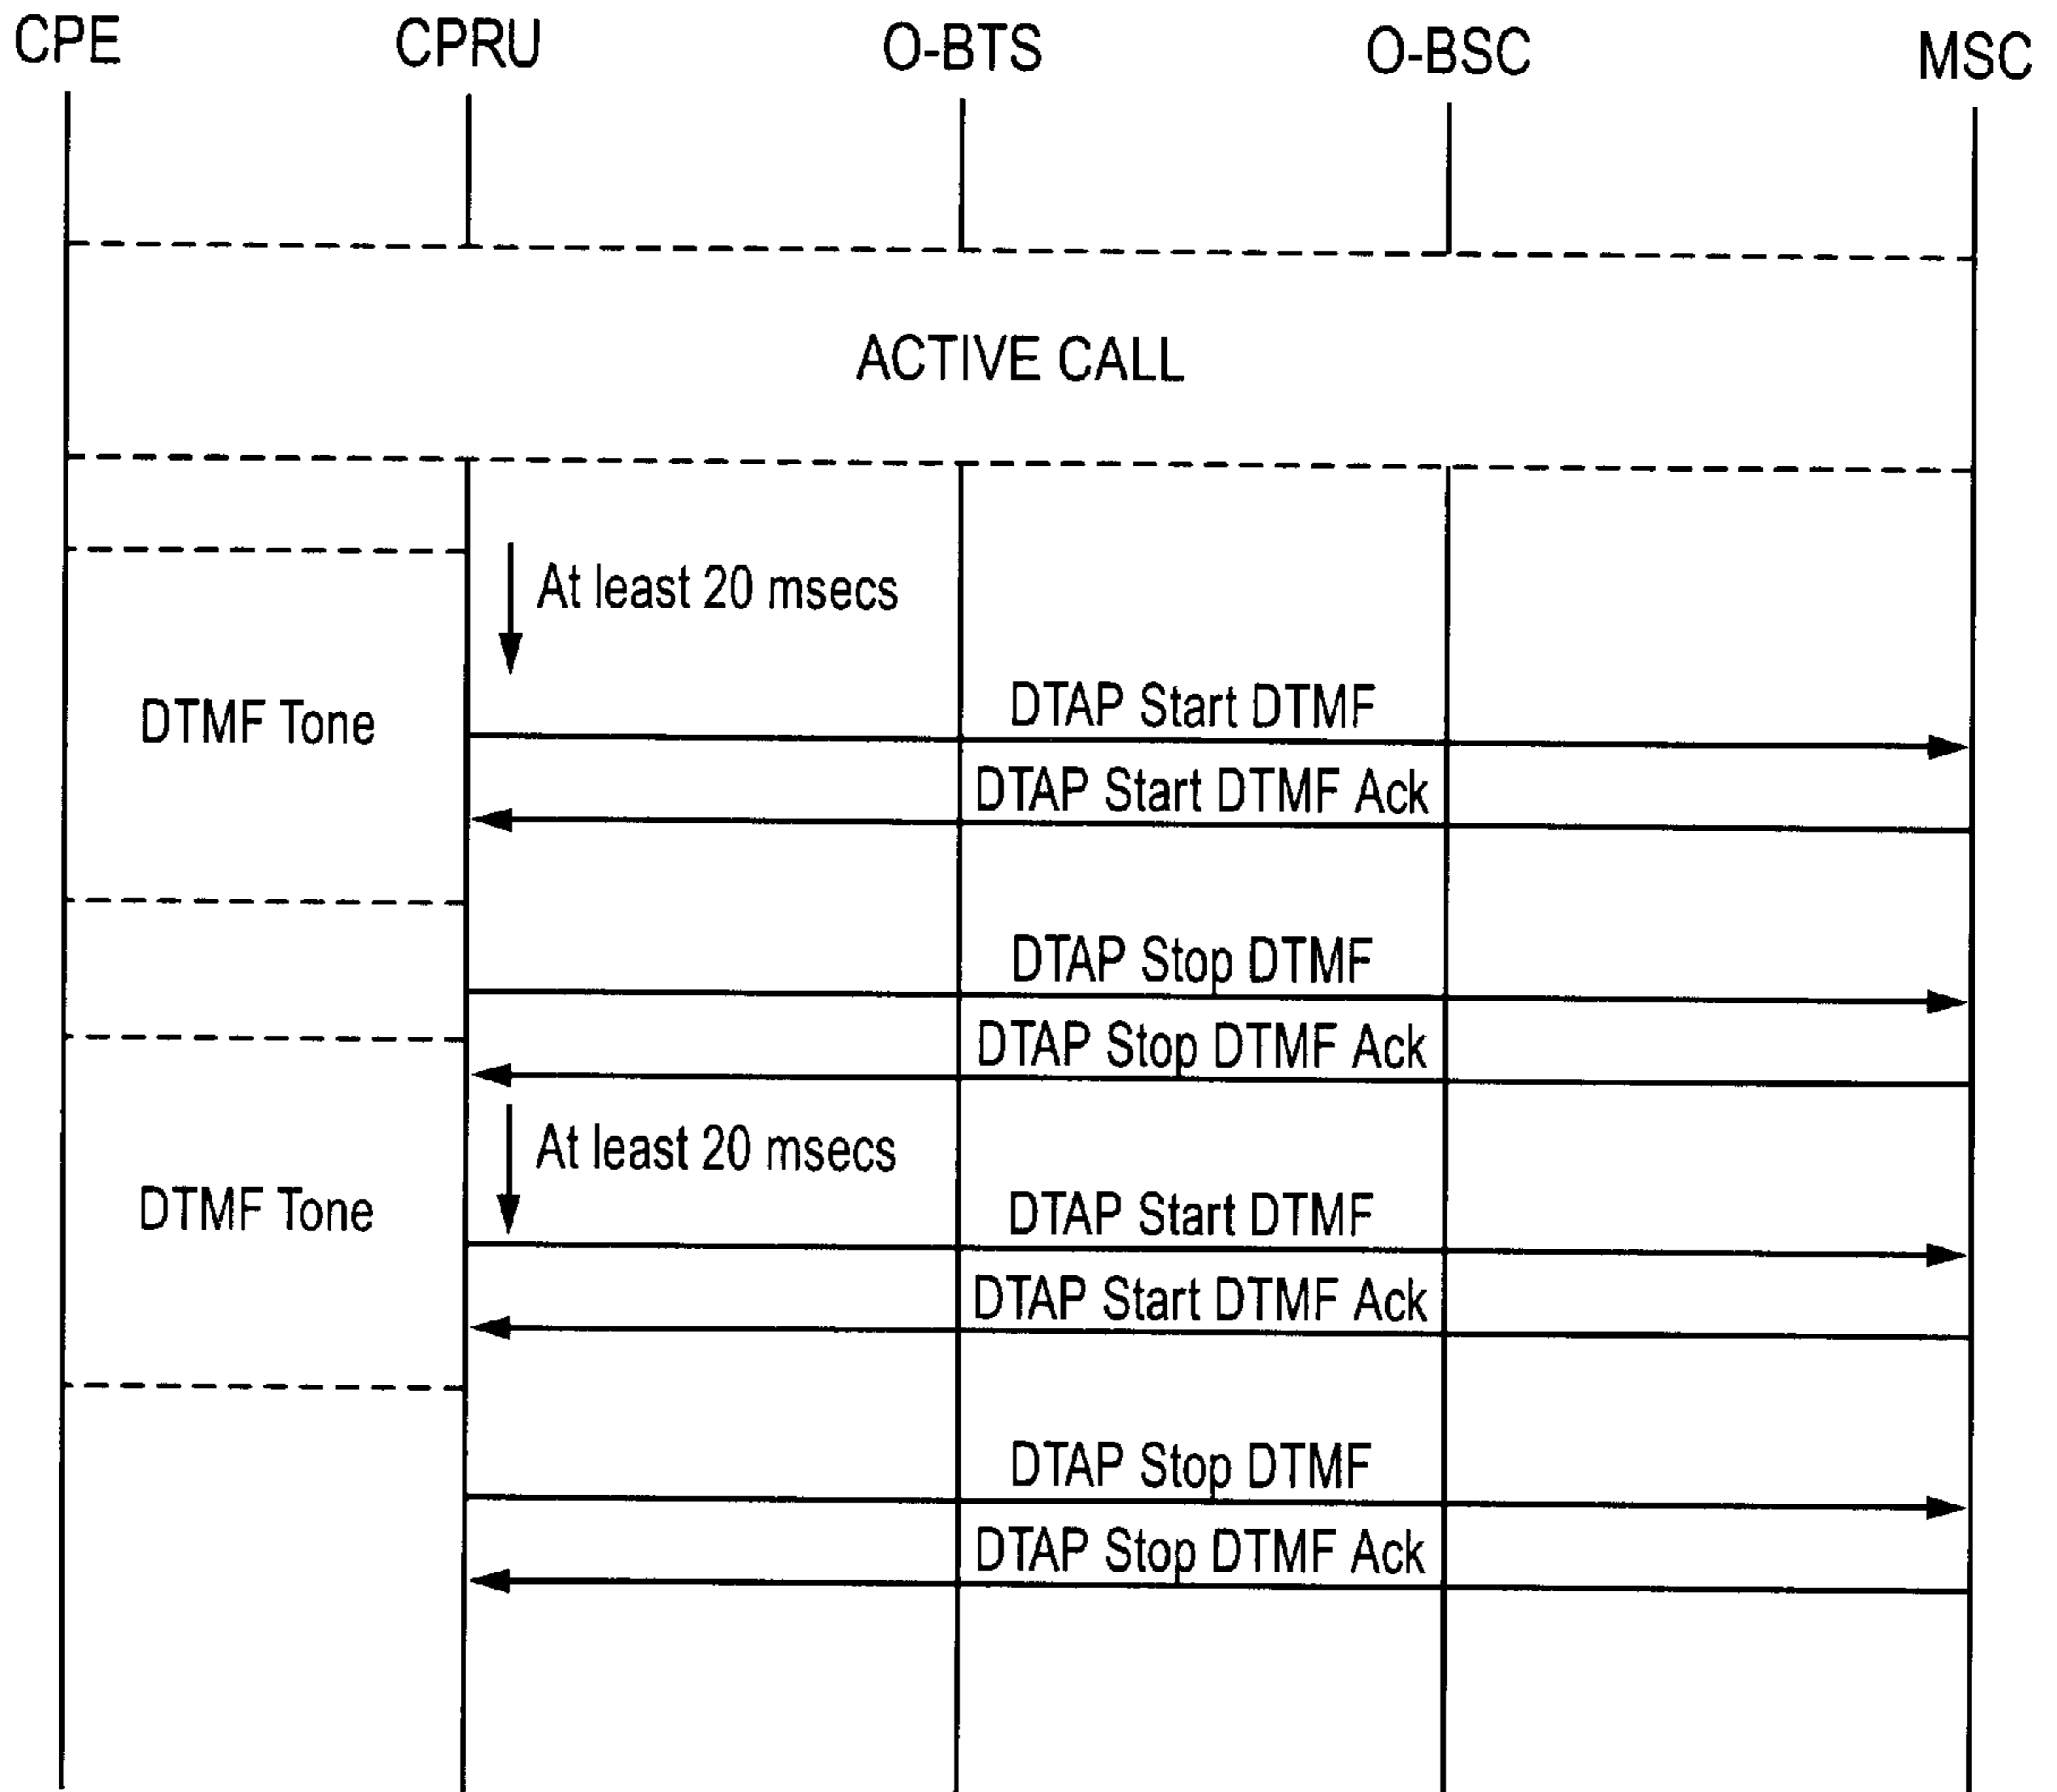 CPE CPRU O-BTS O-BSC MSC
ACTIVE CALL
At least 20 msecs
DTAP Start DTMF
DTMF Tone
DTAP Start DTMF Ack
DTAP Stop DTMF
DTAP Stop DTMF Ack
At least 20 msecs
DTMF Tone
DTAP Start DTMF
DTAP Start DTMF Ack
DTAP Stop DTMF
DTAP Stop DTMF Ack